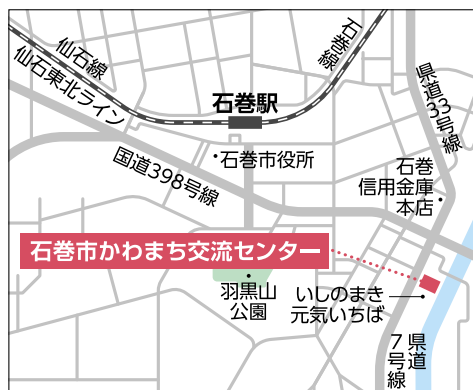 仙石線
仙石東北ライン
石巻線
石巻駅
県道33号線
石巻市役所
国道398号線
石巻
信用金庫
本店
石巻市かわまち交流センター
羽黒山
公園
いしのまき
元気いちば
県道
7号線